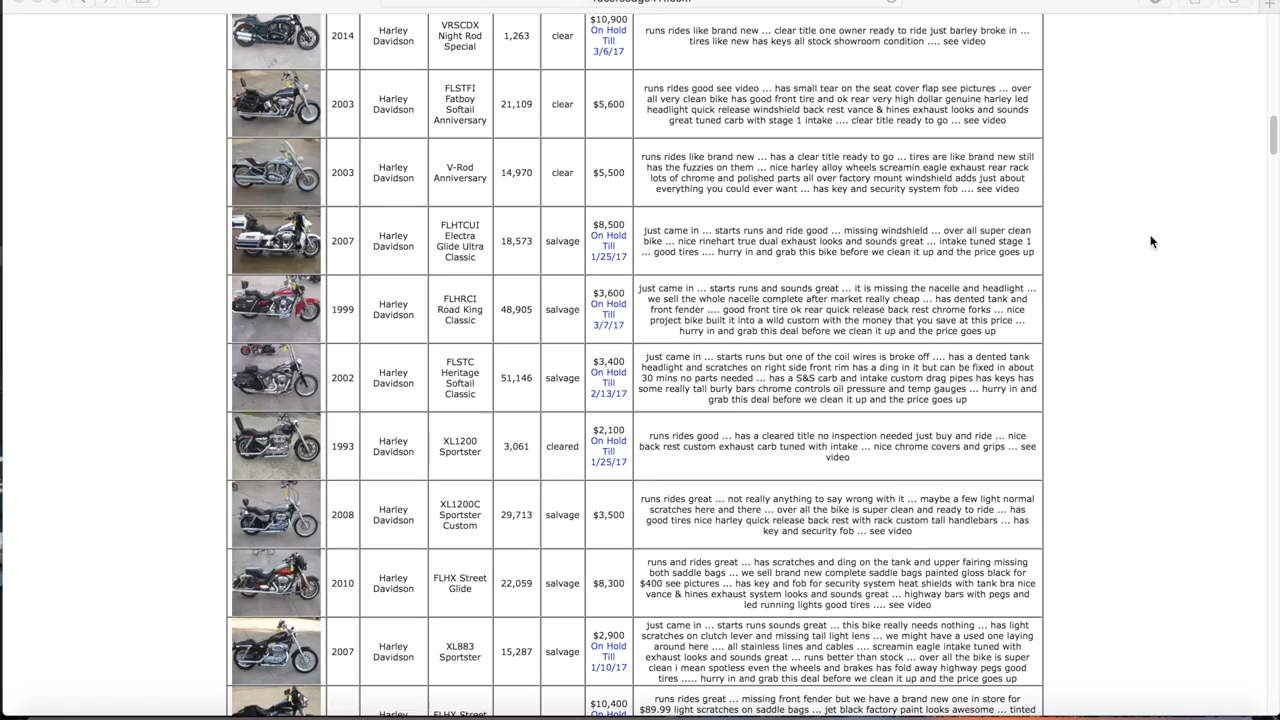 2014
Harley
Davidson
VRSCDX
Night Rod
Special
1,263
clear
$10,900
On Hold
Till
3/6/17
runs rides like brand new ... clear title one owner ready to ride just barley broke in ...
tires like new has keys all stock showroom condition .... see video
2003
Harley
Davidson
FLSTFI
Fatboy
Softail
Anniversary
21,109
clear
$5,600
runs rides good see video ... has small tear on the seat cover flap see pictures ... over
all very clean bike has good front tire and ok rear very high dollar genuine harley led
headlight quick release windshield back rest vance & hines exhaust looks and sounds
great tuned carb with stage 1 intake .... clear title ready to go ... see video
2003
Harley
Davidson
V-Rod
Anniversary
14,970
clear
$5,500
runs rides like brand new ... has a clear title ready to go ... tires are like brand new still
has the fuzzies on them ... nice harley alloy wheels screamin eagle exhaust rear rack
lots of chrome and polished parts all over factory mount windshield adds just about
everything you could ever want ... has key and security system fob .... see video
2007
Harley
Davidson
FLHTCUI
Electra
Glide Ultra
Classic
18,573
salvage
$8,500
On Hold
Till
1/25/17
just came in ... starts runs and ride good ... missing windshield ... over all super clean
bike ... nice rinehart true dual exhaust looks and sounds great ... intake tuned stage 1
... good tires .... hurry in and grab this bike before we clean it up and the price goes up
1999
Harley
Davidson
FLHRCI
Road King
Classic
48,905
salvage
$3,600
On Hold
Till
3/7/17
just came in ... starts runs and sounds great ... it is missing the nacelle and headlight ...
we sell the whole nacelle complete after market really cheap ... has dented tank and
front fender .... good front tire ok rear quick release back rest chrome forks ... nice
project bike built it into a wild custom with the money that you save at this price ...
hurry in and grab this deal before we clean it up and the price goes up
2002
Harley
Davidson
FLSTC
Heritage
Softail
Classic
51,146
salvage
$3,400
On Hold
Till
2/13/17
just came in ... starts runs but one of the coil wires is broke off .... has a dented tank
headlight and scratches on right side front rim has a ding in it but can be fixed in about
30 mins no parts needed ... has a S&S carb and intake custom drag pipes has keys has
some really tall burly bars chrome controls oil pressure and temp gauges ... hurry in and
grab this deal before we clean it up and the price goes up
1993
Harley
Davidson
XL1200
Sportster
3,061
cleared
$2,100
On Hold
Till
1/25/17
runs rides good ... has a cleared title no inspection needed just buy and ride ... nice
back rest custom exhaust carb tuned with intake ... nice chrome covers and grips ... see
video
2008
Harley
Davidson
XL1200C
Sportster
Custom
29,713
salvage
$3,500
runs rides great ... not really anything to say wrong with it ... maybe a few light normal
scratches here and there ... over all the bike is super clean and ready to ride ... has
good tires nice harley quick release back rest with rack custom tall handlebars ... has
key and security fob ... see video
2010
Harley
Davidson
FLHX Street
Glide
22,059
salvage
$8,300
runs and rides great ... has scratches and ding on the tank and upper fairing missing
both saddle bags ... we sell brand new complete saddle bags painted gloss black for
$400 see pictures ... has key and fob for security system heat shields with tank bra nice
vance & hines exhaust system looks and sounds great ... highway bars with pegs and
led running lights good tires .... see video
2007
Harley
Davidson
XL883
Sportster
15,287
salvage
$2,900
On Hold
Till
1/10/17
just came in ... starts runs sounds great ... this bike really needs nothing ... has light
scratches on clutch lever and missing tail light lens ... we might have a used one laying
around here .... all stainless lines and cables .... screamin eagle intake tuned with
exhaust looks and sounds great ... runs better than stock ... over all the bike is super
clean i mean spotless even the wheels and brakes has fold away highway pegs good
tires ..... hurry in and grab this deal before we clean it up and the price goes up
FLHX Street
$10,400
On Hold
runs rides great ... missing front fender but we have a brand new one in store for
$89.99 light scratches on saddle bags ... jet black factory paint looks awesome ... tinted